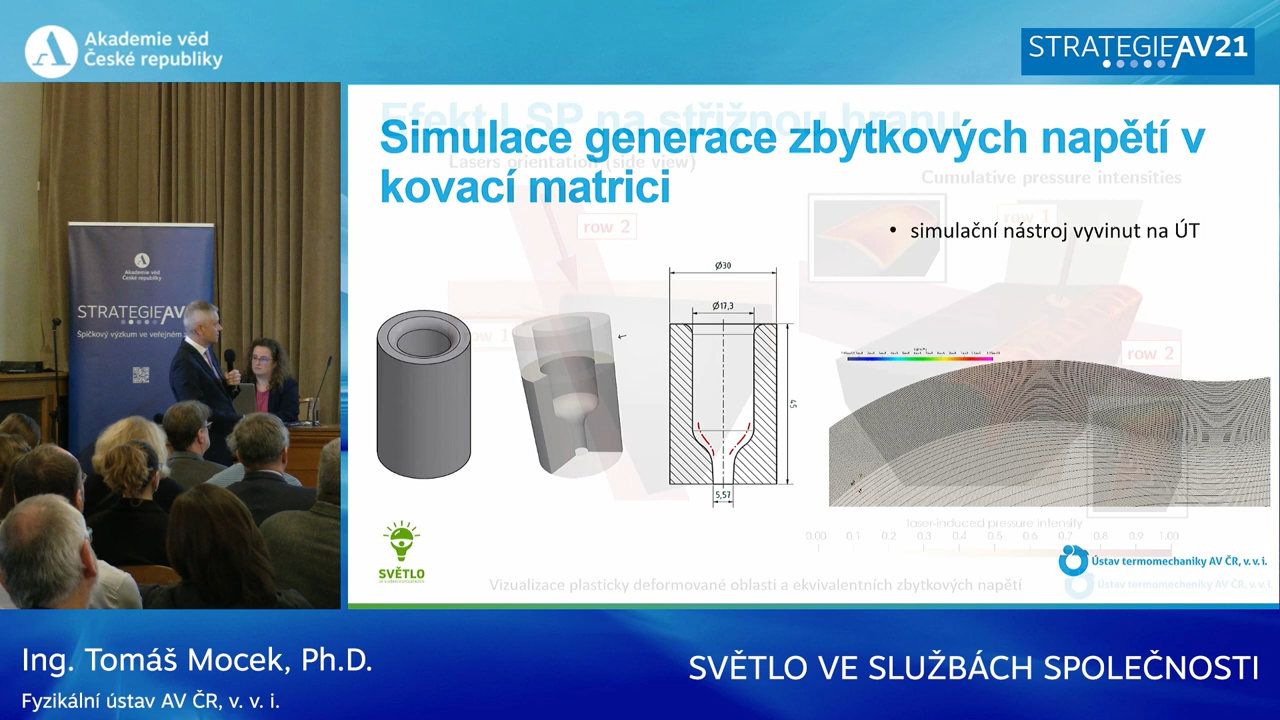 Akademie věd
České republiky
STRATEGIE AV21
Akademie věd
České republiky
STRATEGIE AV
Špičkový výzkum ve veřejném
Efekt LSP na střižnou hranu
Simulace generace zbytkových napětí v
kovací matrici
Lasers orientation (side view)
Cumulative pressure intensities
row 2
row 1
• simulační nástroj vyvinut na ÚT
Ø30
Ø17,3
row 1
row 2
45
5,57
laser-induced pressure intensity
0.00 0.1 0.2 0.3 0.4 0.5 0.6 0.7 0.8 0.9 1.00
SVĚTLO
Ústav termomechaniky AV ČR, v. v. i.
Ústav termomechaniky AV ČR, v. v. i.
Vizualizace plasticky deformované oblasti a ekvivalentních zbytkových napětí
Ing. Tomáš Mocek, Ph.D.
Fyzikální ústav AV ČR, v. v. i.
SVĚTLO VE SLUŽBÁCH SPOLEČNOSTI